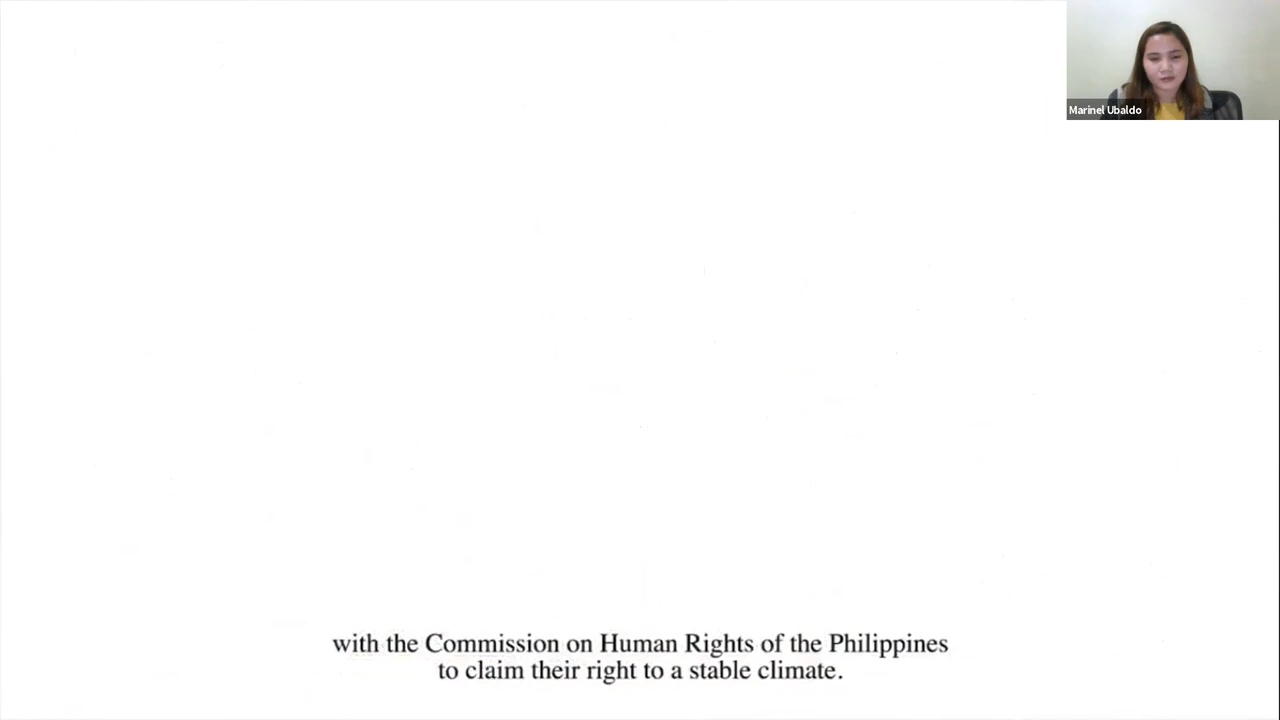 Marinel Ubaldo
with the Commission on Human Rights of the Philippines
to claim their right to a stable climate.